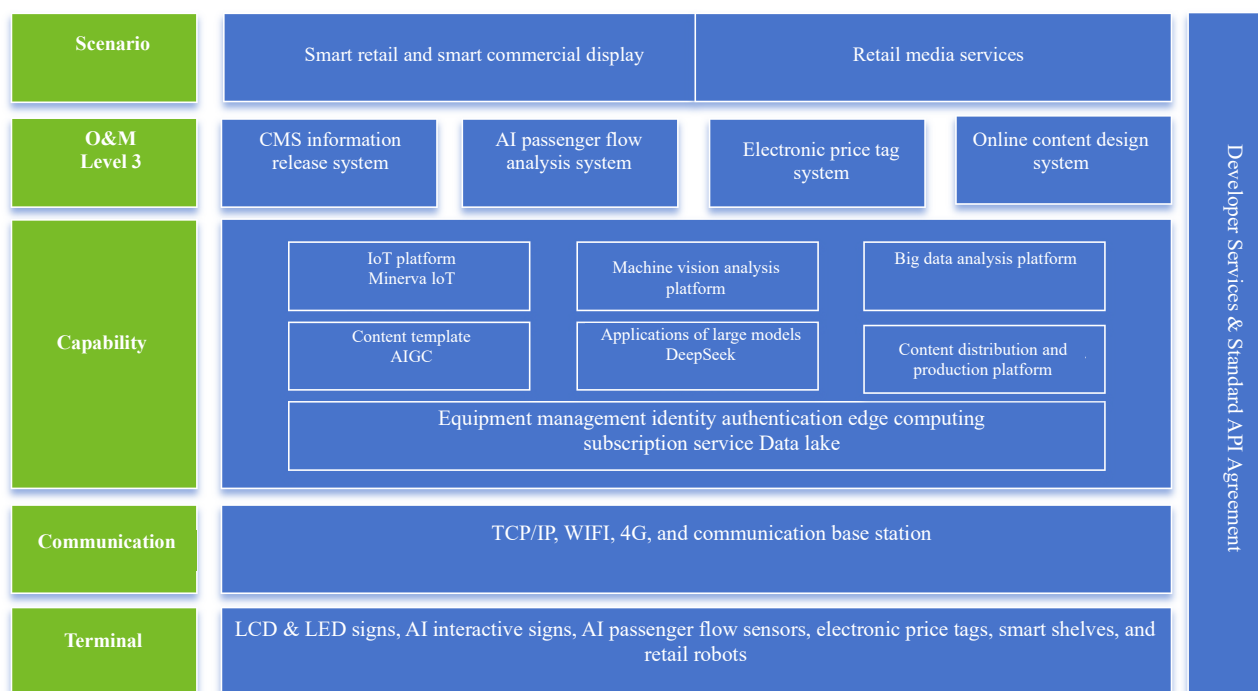 Scenario
Smart retail and smart commercial display
Retail media services
O&M
Level 3
CMS information
release system
AI passenger flow
analysis system
Electronic price tag
system
Online content design
system
Capability
IoT platform
Minerva loT
Machine vision analysis
platform
Big data analysis platform
Content template
AIGC
Applications of large models
DeepSeek
Content distribution and
production platform
Equipment management identity authentication edge computing
subscription service Data lake
Communication
TCP/IP, WIFI, 4G, and communication base station
Terminal
LCD & LED signs, AI interactive signs, AI passenger flow sensors, electronic price tags, smart shelves, and
retail robots
Developer Services & Standard API Agreement